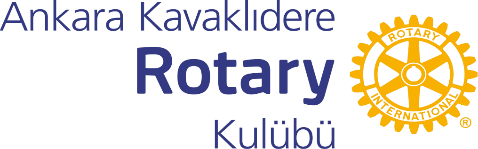 Ankara Kavaklıdere
Rotary
Kulübü
ROTARY
INTERNATIONAL
®